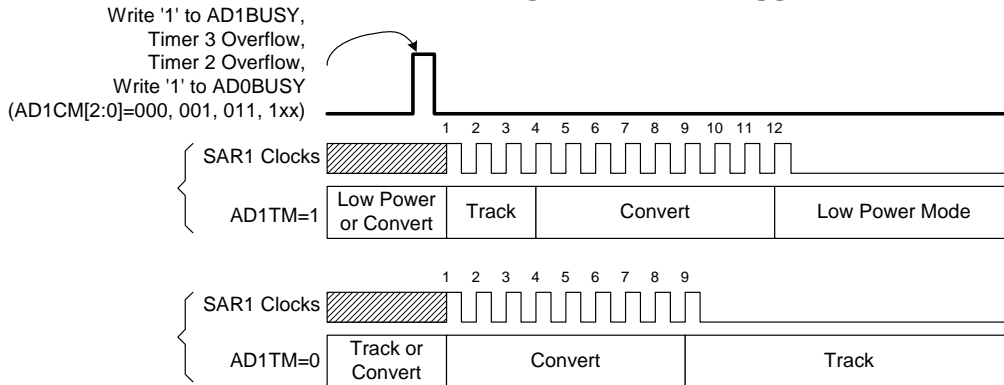 Write '1' to AD1BUSY,
Timer 3 Overflow,
Timer 2 Overflow,
Write '1' to AD0BUSY
(AD1CM[2:0]=000, 001, 011, 1xx)
1 2 3 4 5 6 7 8 9 10 11 12
SAR1 Clocks
AD1TM=1
Low Power
or Convert
Track
Convert
Low Power Mode
1 2 3 4 5 6 7 8 9
SAR1 Clocks
AD1TM=0
Track or
Convert
Convert
Track